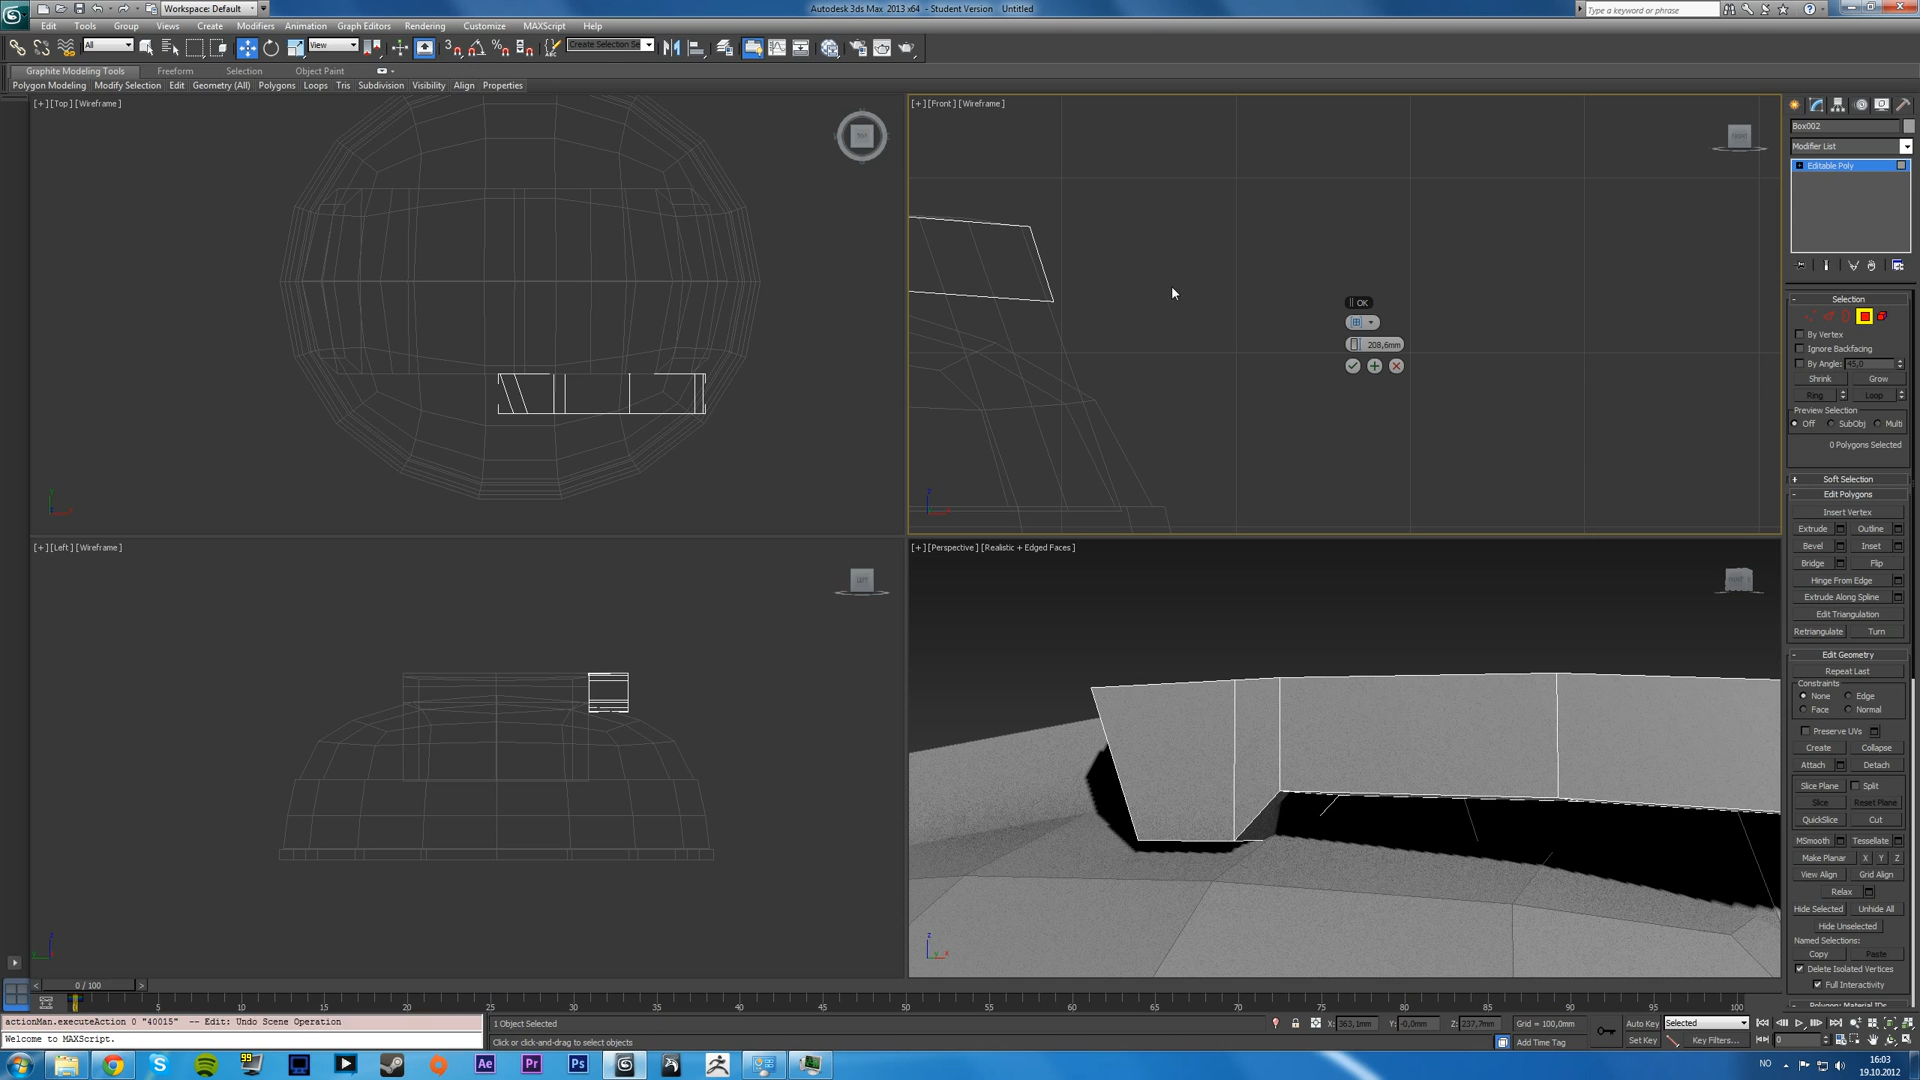 Workspace: Default
Autodesk 3ds Max 2013 x64 - Student Version Untitled
Type a keyword or phrase
Edit Tools Group Views Create Modifiers Animation Graph Editors Rendering Customize MAXScript Help
All View Create Selection Se
Graphite Modeling Tools Freeform Selection Object Paint
Polygon Modeling Modify Selection Edit Geometry (All) Polygons Loops Tris Subdivision Visibility Align Properties
[+] [Top] [Wireframe]
[+] [Front] [Wireframe]
Box002
Modifier List
Editable Poly
Selection
By Vertex
Ignore Backfacing
By Angle: 45,0
Shrink Grow
Ring Loop
Preview Selection
Off SubObj Multi
0 Polygons Selected
OK
208,6mm
Soft Selection
Edit Polygons
Insert Vertex
Extrude Outline
Bevel Inset
Bridge Flip
Hinge From Edge
Extrude Along Spline
Edit Triangulation
Retriangulate Turn
[+] [Left] [Wireframe]
[+] [Perspective] [Realistic + Edged Faces]
Edit Geometry
Repeat Last
Constraints
None Edge
Face Normal
Preserve UVs
Create Collapse
Attach Detach
Slice Plane Split
Slice Reset Plane
QuickSlice Cut
MSmooth Tessellate
Make Planar X Y Z
View Align Grid Align
Relax
Hide Selected Unhide All
Hide Unselected
Named Selections:
Copy Paste
Delete Isolated Vertices
Full Interactivity
0 / 100
5 10 15 20 25 30 35 40 45 50 55 60 65 70 75 80 85 90 95 100
actionMan.executeAction 0 "40015" -- Edit: Undo Scene Operation
Welcome to MAXScript.
1 Object Selected
Click or click-and-drag to select objects
X: 363,1mm Y: -0,0mm Z: 237,7mm Grid = 100,0mm
Add Time Tag
Auto Key Selected
Set Key Key Filters... 0
99 Ae Pr Ps
NO 16:03
19.10.2012